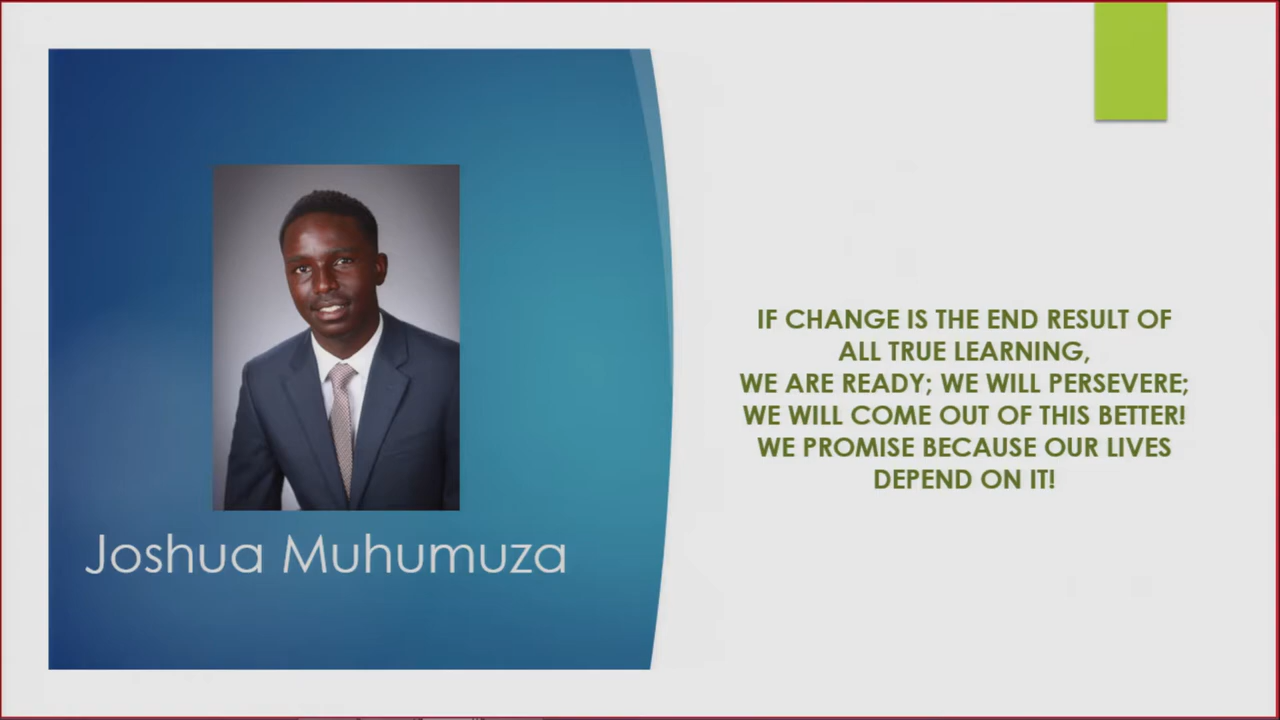 Joshua Muhumuza
IF CHANGE IS THE END RESULT OF
ALL TRUE LEARNING,
WE ARE READY; WE WILL PERSEVERE;
WE WILL COME OUT OF THIS BETTER!
WE PROMISE BECAUSE OUR LIVES
DEPEND ON IT!